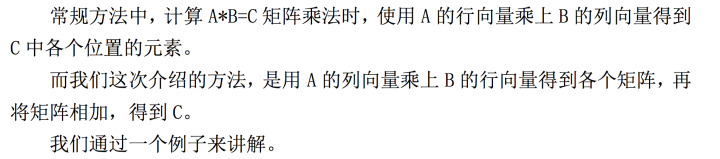 常规方法中，计算 A*B=C 矩阵乘法时，使用 A 的行向量乘上 B 的列向量得到
C 中各个位置的元素。
而我们这次介绍的方法，是用 A 的列向量乘上 B 的行向量得到各个矩阵，再
将矩阵相加，得到 C。
我们通过一个例子来讲解。